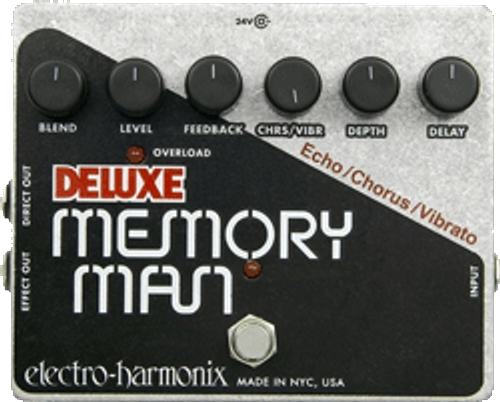 24V
BLEND LEVEL FEEDBACK CHRS/VIBR DEPTH DELAY
OVERLOAD
Echo/Chorus/Vibrato
DIRECT OUT
DELUXE
MEMORY
MAN
EFFECT OUT
INPUT
electro-harmonix MADE IN NYC, USA